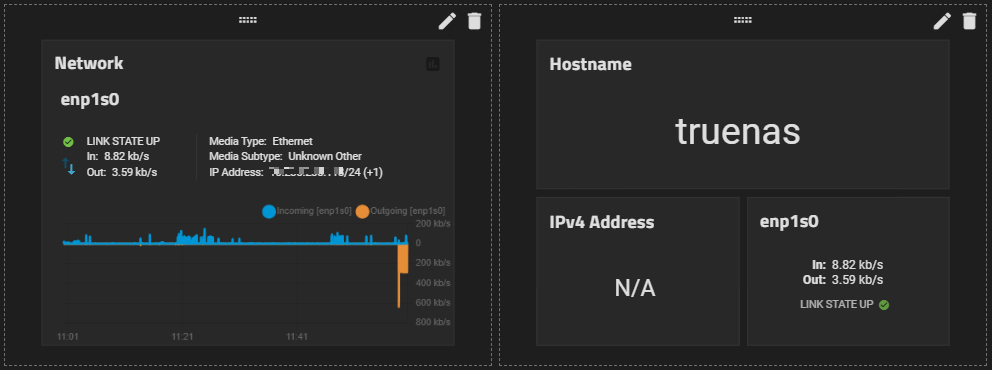 Network
enp1s0
LINK STATE UP
In: 8.82 kb/s
Out: 3.59 kb/s
Media Type: Ethernet
Media Subtype: Unknown Other
IP Address: /24 (+1)
Incoming [enp1s0] Outgoing [enp1s0]
200 kb/s
0
200 kb/s
400 kb/s
600 kb/s
800 kb/s
11:01 11:21 11:41
Hostname
truenas
IPv4 Address
N/A
enp1s0
In: 8.82 kb/s
Out: 3.59 kb/s
LINK STATE UP